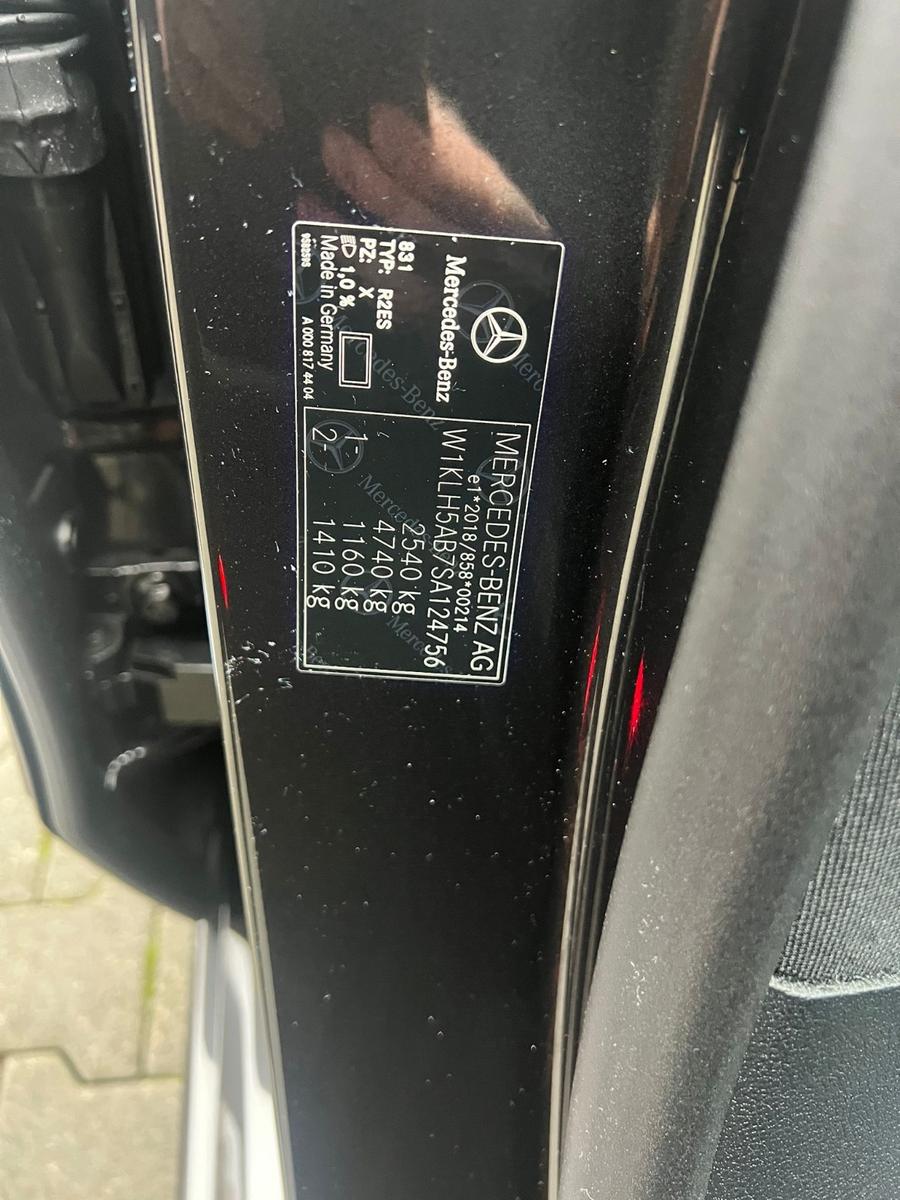 Mercedes-Benz
831
TYP: R2ES
PZ: X
1,0 %
Made in Germany
9582595 A 000 817 44 04
MERCEDES-BENZ AG
e1*2018/858*00214
W1KLH5AB7SA124756
2540 kg
4740 kg
1- 1160 kg
2- 1410 kg